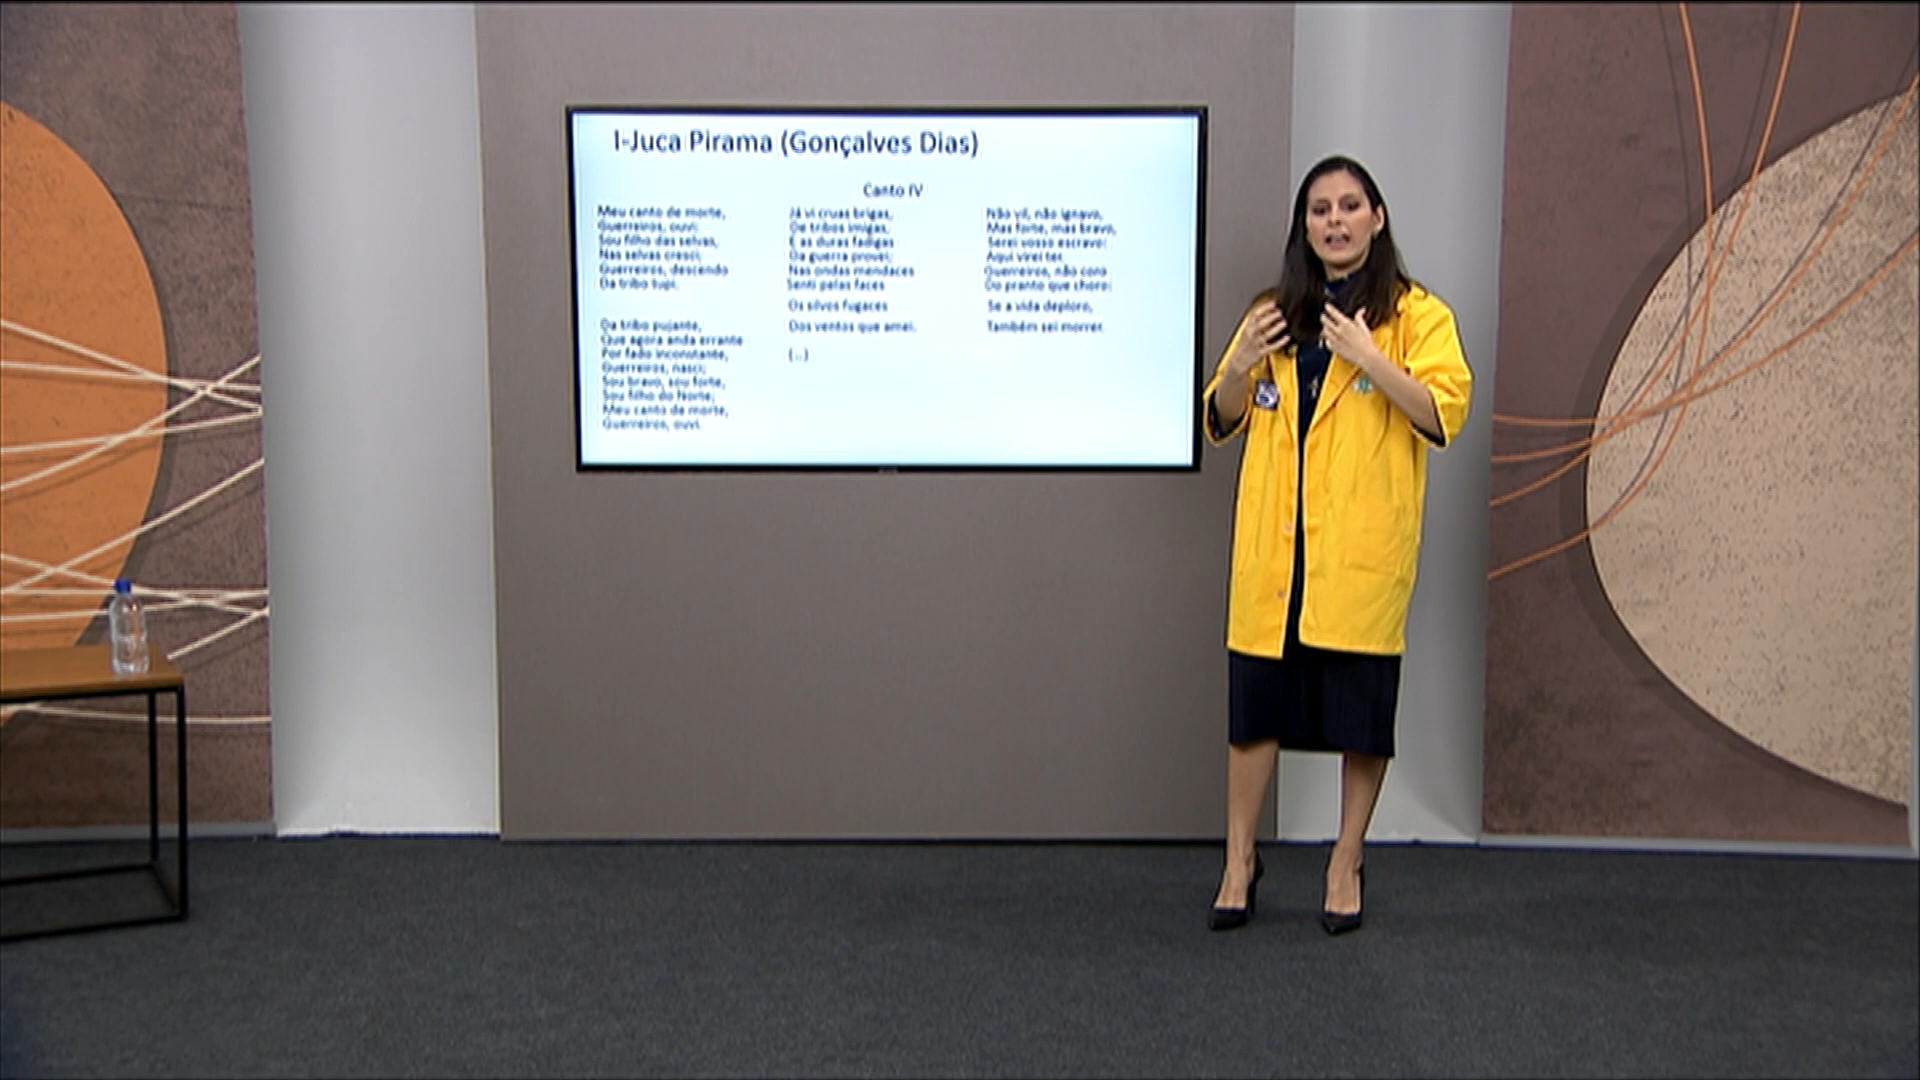 I-Juca Pirama (Gonçalves Dias)
Canto IV
Meu canto de morte,
Guerreiros, ouvi:
Sou filho das selvas,
Nas selvas cresci;
Guerreiros, descendo
Da tribo tupi.
Da tribo pujante,
Que agora anda errante
Por fado inconstante,
Guerreiros, nasci;
Sou bravo, sou forte,
Sou filho do Norte;
Meu canto de morte,
Guerreiros, ouvi.
Já vi cruas brigas,
De tribos imigas,
E as duras fadigas
Da guerra provei;
Nas ondas mendaces
Senti pelas faces
Os silvos fugaces
Dos ventos que amei.
(...)
Não vil, não ignavo,
Mas forte, mas bravo,
Serei vosso escravo:
Aqui virei ter.
Guerreiros, não coro
Do pranto que choro:
Se a vida deploro,
Também sei morrer.